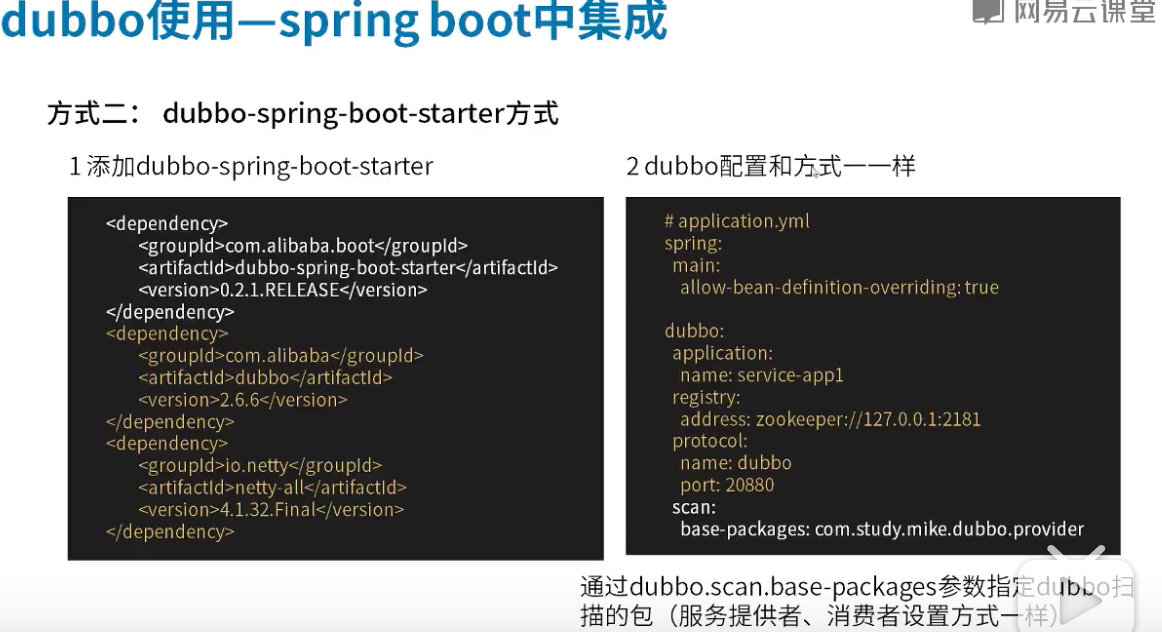 dubbo使用—spring boot中集成
网易云课堂
方式二： dubbo-spring-boot-starter方式
1 添加dubbo-spring-boot-starter
<dependency>
<groupId>com.alibaba.boot</groupId>
<artifactId>dubbo-spring-boot-starter</artifactId>
<version>0.2.1.RELEASE</version>
</dependency>
<dependency>
<groupId>com.alibaba</groupId>
<artifactId>dubbo</artifactId>
<version>2.6.6</version>
</dependency>
<dependency>
<groupId>io.netty</groupId>
<artifactId>netty-all</artifactId>
<version>4.1.32.Final</version>
</dependency>
2 dubbo配置和方式一一样
# application.yml
spring:
main:
allow-bean-definition-overriding: true
dubbo:
application:
name: service-app1
registry:
address: zookeeper://127.0.0.1:2181
protocol:
name: dubbo
port: 20880
scan:
base-packages: com.study.mike.dubbo.provider
通过dubbo.scan.base-packages参数指定dubbo扫
描的包（服务提供者、消费者设置方式一样）